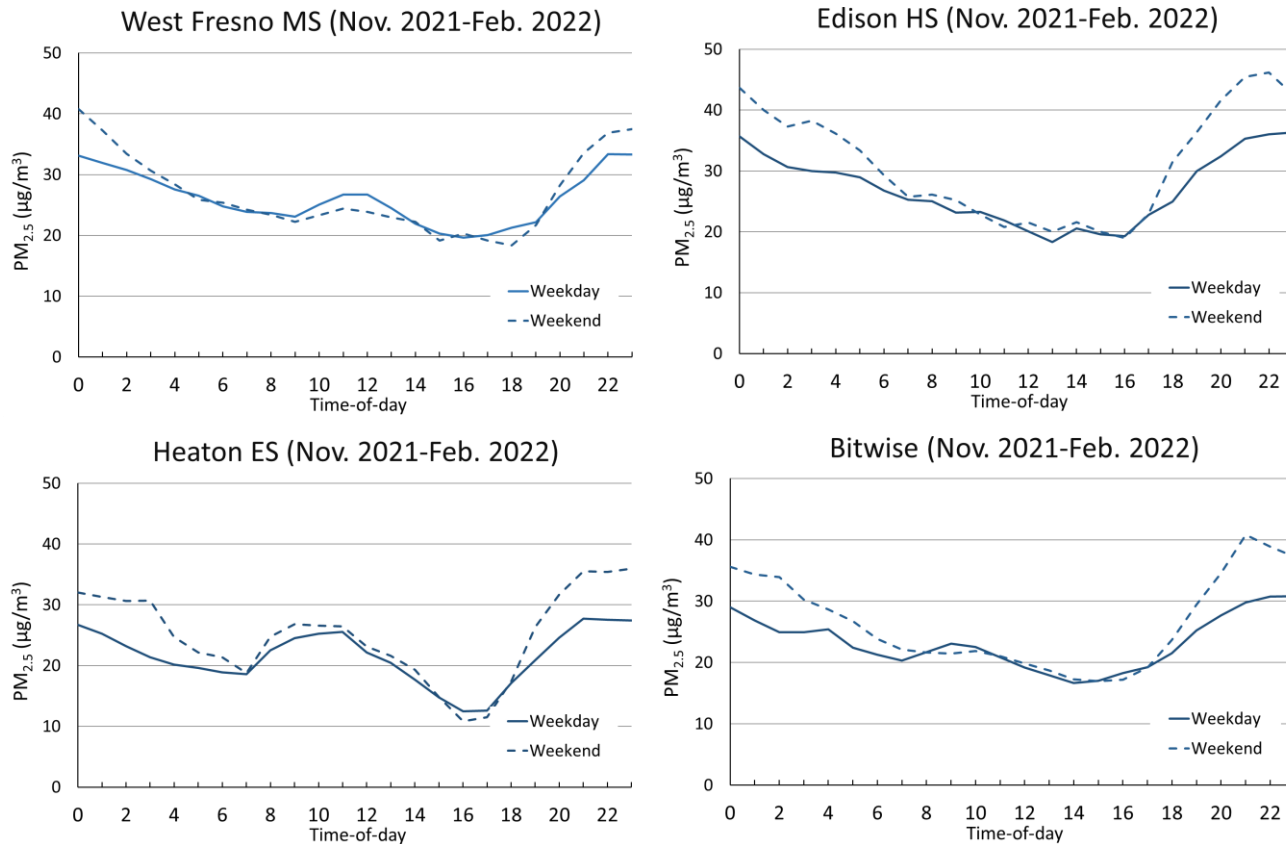 West Fresno MS (Nov. 2021-Feb. 2022)
50
40
30
20
10
0
PM2.5 (µg/m³)
Weekday
Weekend
0 2 4 6 8 10 12 14 16 18 20 22
Time-of-day
Edison HS (Nov. 2021-Feb. 2022)
50
40
30
20
10
0
PM2.5 (µg/m³)
Weekday
Weekend
0 2 4 6 8 10 12 14 16 18 20 22
Time-of-day
Heaton ES (Nov. 2021-Feb. 2022)
50
40
30
20
10
0
PM2.5 (µg/m³)
Weekday
Weekend
0 2 4 6 8 10 12 14 16 18 20 22
Time-of-day
Bitwise (Nov. 2021-Feb. 2022)
50
40
30
20
10
0
PM2.5 (µg/m³)
Weekday
Weekend
0 2 4 6 8 10 12 14 16 18 20 22
Time-of-day